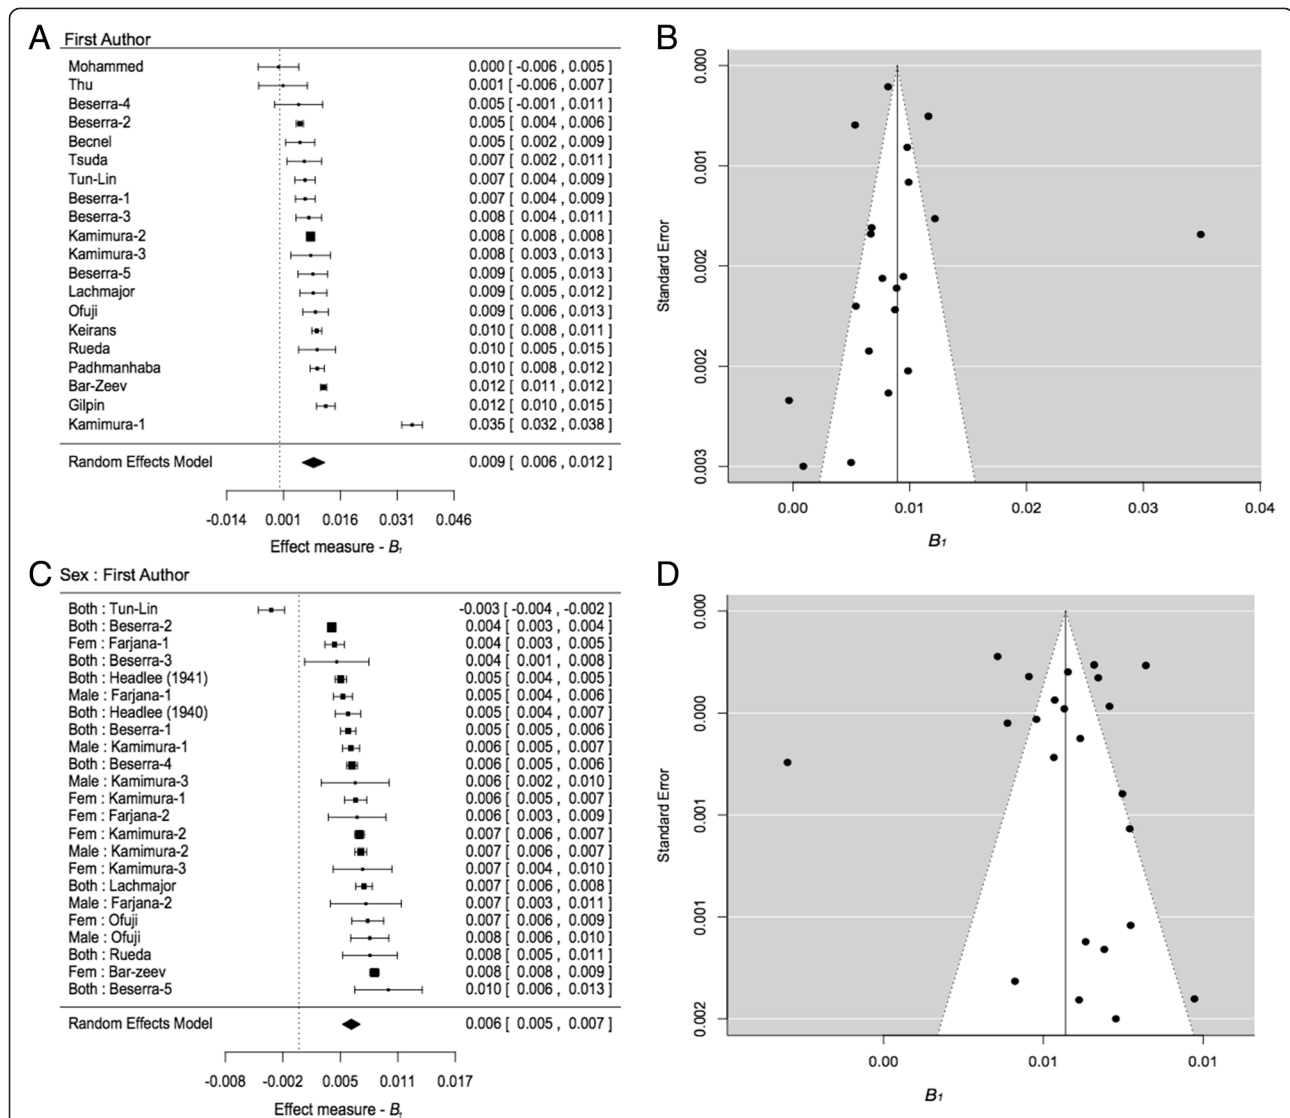 A
First Author
Mohammed 0.000 [ -0.006 , 0.005 ]
Thu 0.001 [ -0.006 , 0.007 ]
Beserra-4 0.005 [ -0.001 , 0.011 ]
Beserra-2 0.005 [ 0.004 , 0.006 ]
Becnel 0.005 [ 0.002 , 0.009 ]
Tsuda 0.007 [ 0.002 , 0.011 ]
Tun-Lin 0.007 [ 0.004 , 0.009 ]
Beserra-1 0.007 [ 0.004 , 0.009 ]
Beserra-3 0.008 [ 0.004 , 0.011 ]
Kamimura-2 0.008 [ 0.008 , 0.008 ]
Kamimura-3 0.008 [ 0.003 , 0.013 ]
Beserra-5 0.009 [ 0.005 , 0.013 ]
Lachmajor 0.009 [ 0.005 , 0.012 ]
Ofuji 0.009 [ 0.006 , 0.013 ]
Keirans 0.010 [ 0.008 , 0.011 ]
Rueda 0.010 [ 0.005 , 0.015 ]
Padhmanhaba 0.010 [ 0.008 , 0.012 ]
Bar-Zeev 0.012 [ 0.011 , 0.012 ]
Gilpin 0.012 [ 0.010 , 0.015 ]
Kamimura-1 0.035 [ 0.032 , 0.038 ]
Random Effects Model 0.009 [ 0.006 , 0.012 ]
-0.014 0.001 0.016 0.031 0.046
Effect measure - B₁
B
Standard Error
0.000
0.001
0.002
0.002
0.003
0.00 0.01 0.02 0.03 0.04
B₁
C
Sex : First Author
Both : Tun-Lin -0.003 [ -0.004 , -0.002 ]
Both : Beserra-2 0.004 [ 0.003 , 0.004 ]
Fem : Farjana-1 0.004 [ 0.003 , 0.005 ]
Both : Beserra-3 0.004 [ 0.001 , 0.008 ]
Both : Headlee (1941) 0.005 [ 0.004 , 0.005 ]
Male : Farjana-1 0.005 [ 0.004 , 0.006 ]
Both : Headlee (1940) 0.005 [ 0.004 , 0.007 ]
Both : Beserra-1 0.005 [ 0.005 , 0.006 ]
Male : Kamimura-1 0.006 [ 0.005 , 0.007 ]
Both : Beserra-4 0.006 [ 0.005 , 0.006 ]
Male : Kamimura-3 0.006 [ 0.002 , 0.010 ]
Fem : Kamimura-1 0.006 [ 0.005 , 0.007 ]
Fem : Farjana-2 0.006 [ 0.003 , 0.009 ]
Fem : Kamimura-2 0.007 [ 0.006 , 0.007 ]
Male : Kamimura-2 0.007 [ 0.006 , 0.007 ]
Fem : Kamimura-3 0.007 [ 0.004 , 0.010 ]
Both : Lachmajor 0.007 [ 0.006 , 0.008 ]
Male : Farjana-2 0.007 [ 0.003 , 0.011 ]
Fem : Ofuji 0.007 [ 0.006 , 0.009 ]
Male : Ofuji 0.008 [ 0.006 , 0.010 ]
Both : Rueda 0.008 [ 0.005 , 0.011 ]
Fem : Bar-zeev 0.008 [ 0.008 , 0.009 ]
Both : Beserra-5 0.010 [ 0.006 , 0.013 ]
Random Effects Model 0.006 [ 0.005 , 0.007 ]
-0.008 -0.002 0.005 0.011 0.017
Effect measure - B₁
D
Standard Error
0.000
0.000
0.001
0.001
0.002
0.00 0.01 0.01
B₁